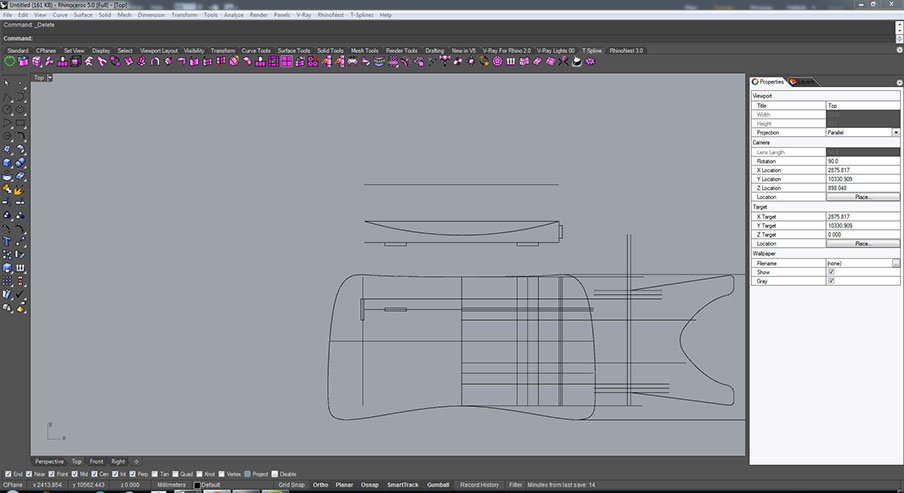 Untitled (161 KB) - Rhinoceros 5.0 [Full] - [Top]
File Edit View Curve Surface Solid Mesh Dimension Transform Tools Analyze Render Panels V-Ray RhinoNest T-Splines Help
Command: _Delete
Command:
Standard CPlanes Set View Display Select Viewport Layout Visibility Transform Curve Tools Surface Tools Solid Tools Mesh Tools Render Tools Drafting New in V5 V-Ray For Rhino 2.0 V-Ray Lights 00 T Spline RhinoNest 3.0
Top
Properties Layers
Viewport
Title Top
Width
Height
Projection Parallel
Camera
Lens Length
Rotation 90.0
X Location 2875.817
Y Location 10330.909
Z Location 898.048
Location Place...
Target
X Target 2875.817
Y Target 10330.909
Z Target 0.000
Location Place...
Wallpaper
Filename (none) ...
Show
Gray
y
x
Perspective Top Front Right
End Near Point Mid Cen Int Perp Tan Quad Knot Vertex Project Disable
CPlane x 2413.854 y 10562.443 z 0.000 Millimeters Default Grid Snap Ortho Planar Osnap SmartTrack Gumball Record History Filter Minutes from last save: 14